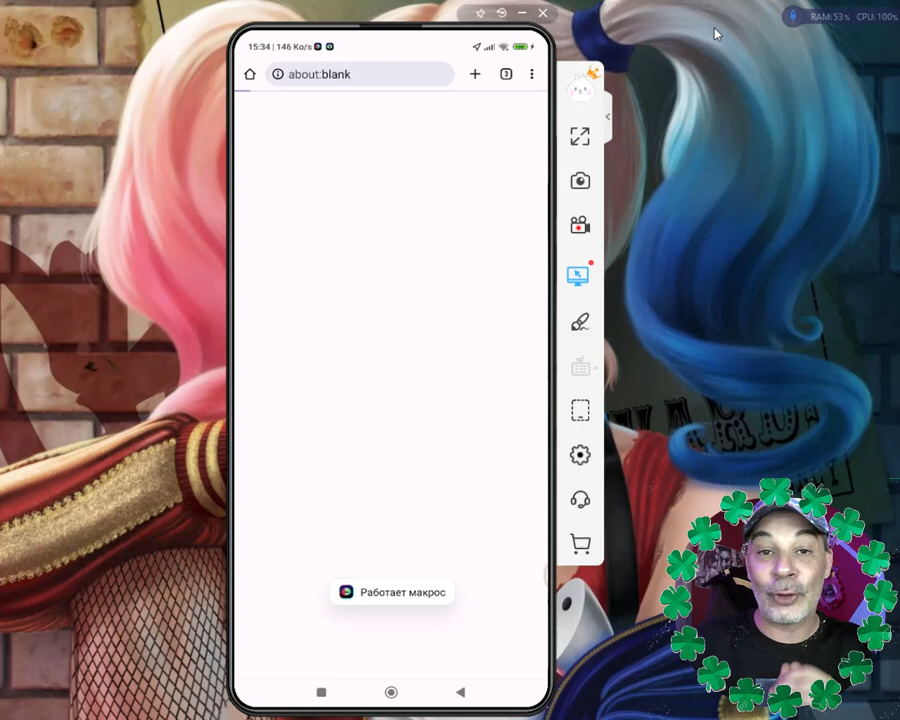 RAM:53% CPU:100%
15:34 | 146 Ko/s
about:blank
3
Работает макрос